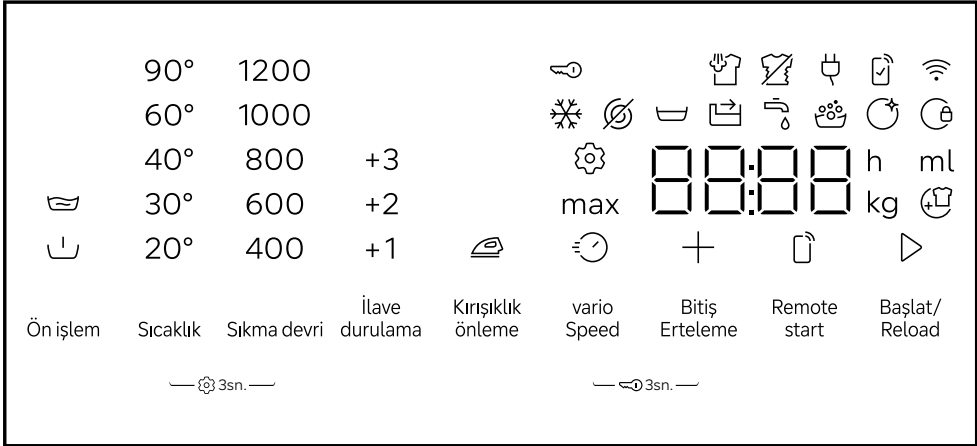 90° 1200
60° 1000
40° 800 +3 88:88 h ml
30° 600 +2 max kg
20° 400 +1
Ön işlem
Sıcaklık
Sıkma devri
İlave
durulama
Kırışıklık
önleme
vario
Speed
Bitiş
Erteleme
Remote
start
Başlat/
Reload
3sn.
3sn.